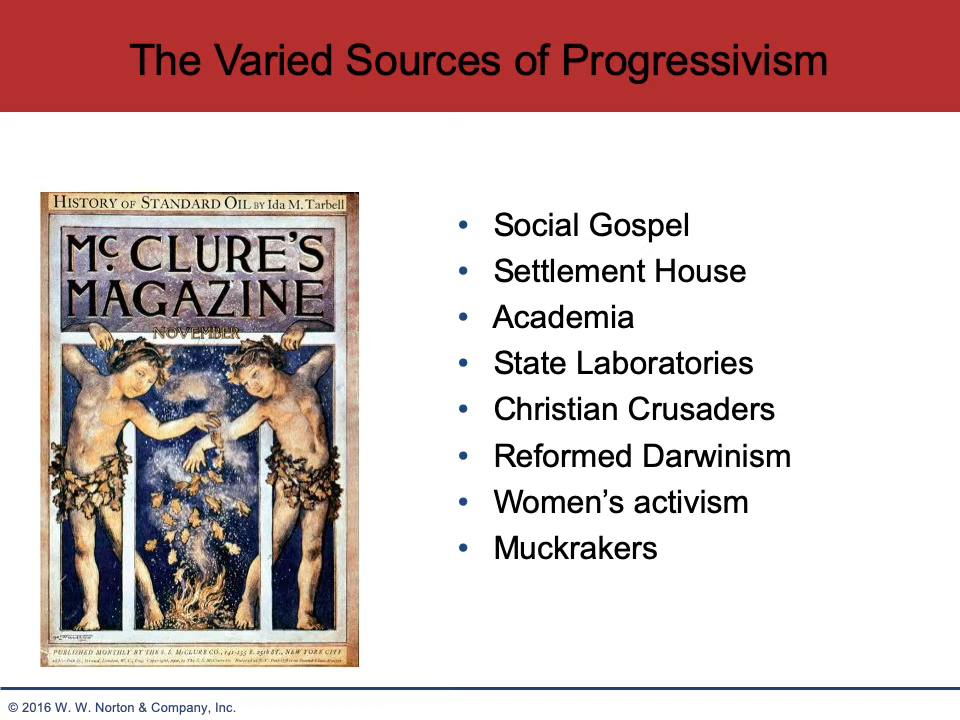 The Varied Sources of Progressivism
HISTORY OF STANDARD OIL BY Ida M. Tarbell
McCLURE'S
MAGAZINE
NOVEMBER
PUBLISHED MONTHLY BY THE S. S. McCLURE CO., 141-155 E. 25th ST., NEW YORK CITY
• Social Gospel
• Settlement House
• Academia
• State Laboratories
• Christian Crusaders
• Reformed Darwinism
• Women’s activism
• Muckrakers
© 2016 W. W. Norton & Company, Inc.